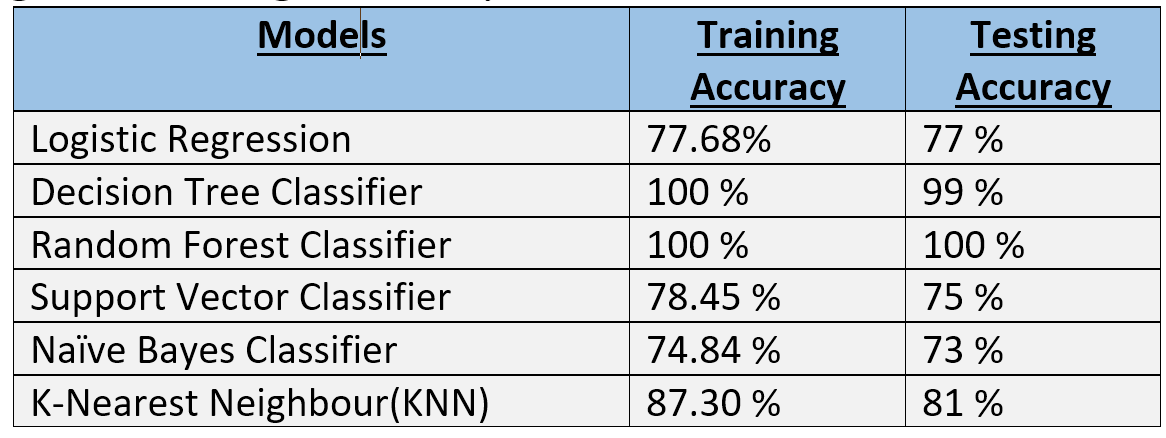 Models Training Accuracy Testing Accuracy
Logistic Regression 77.68% 77 %
Decision Tree Classifier 100 % 99 %
Random Forest Classifier 100 % 100 %
Support Vector Classifier 78.45 % 75 %
Naïve Bayes Classifier 74.84 % 73 %
K-Nearest Neighbour(KNN) 87.30 % 81 %